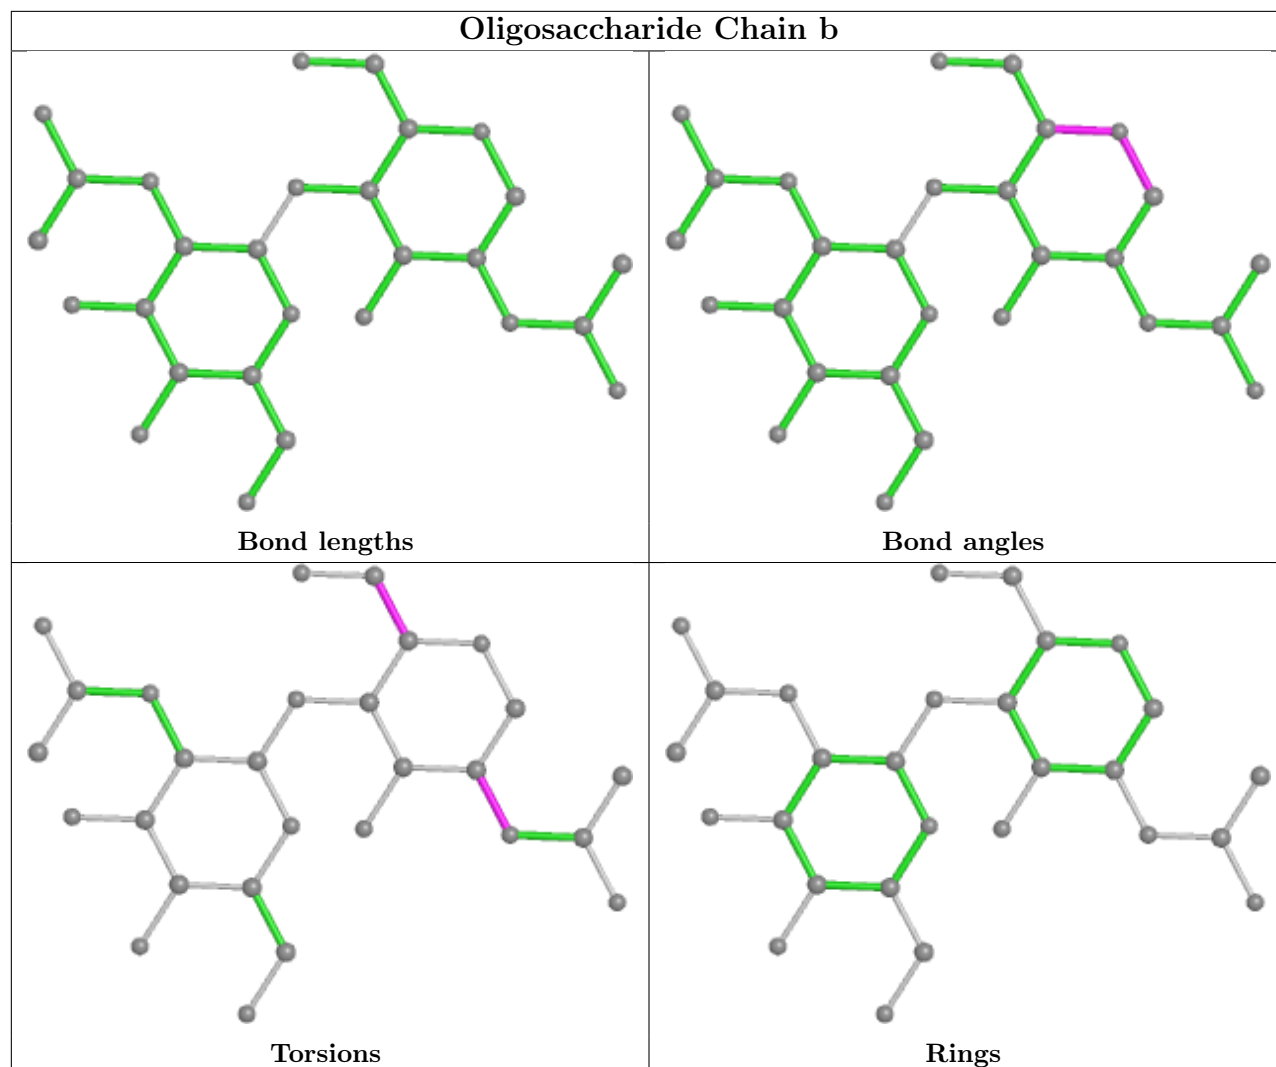 Oligosaccharide Chain b
Bond lengths
Bond angles
Torsions
Rings